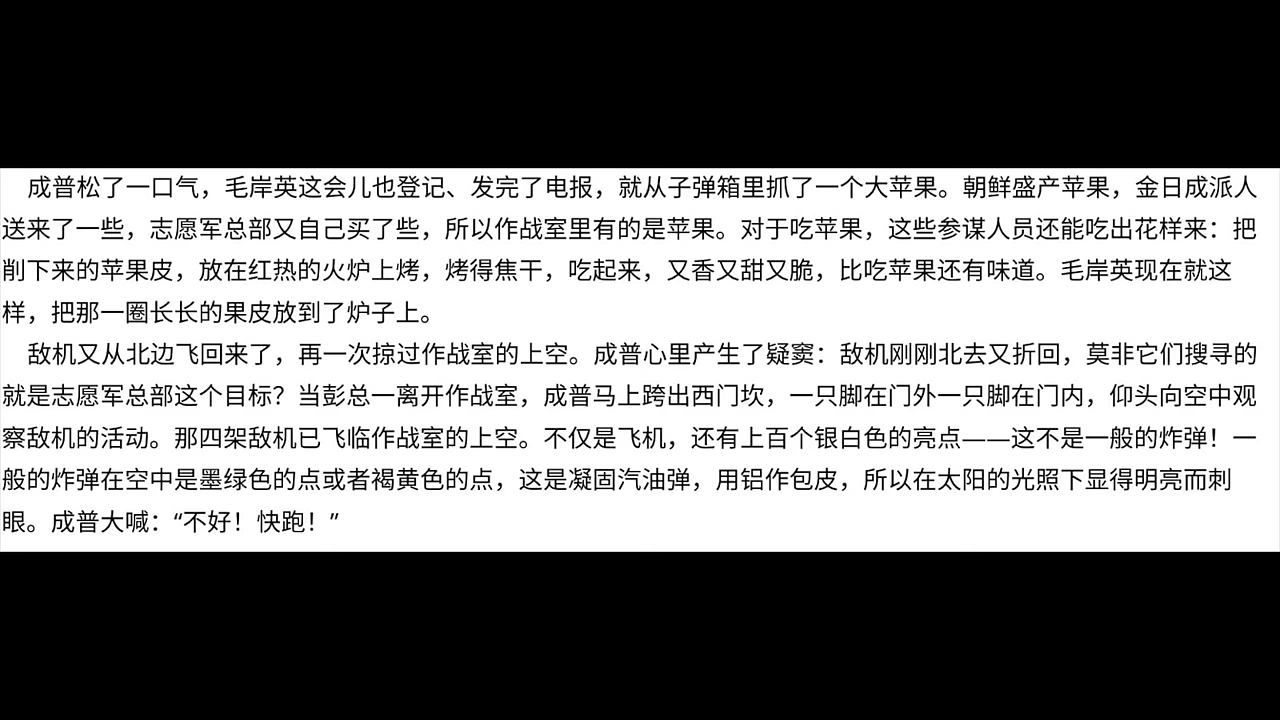 成普松了一口气，毛岸英这会儿也登记、发完了电报，就从子弹箱里抓了一个大苹果。朝鲜盛产苹果，金日成派人
送来了一些，志愿军总部又自己买了些，所以作战室里有的是苹果。对于吃苹果，这些参谋人员还能吃出花样来：把
削下来的苹果皮，放在红热的火炉上烤，烤得焦干，吃起来，又香又甜又脆，比吃苹果还有味道。毛岸英现在就这
样，把那一圈长长的果皮放到了炉子上。
敌机又从北边飞回来了，再一次掠过作战室的上空。成普心里产生了疑窦：敌机刚刚北去又折回，莫非它们搜寻的
就是志愿军总部这个目标？当彭总一离开作战室，成普马上跨出西门坎，一只脚在门外一只脚在门内，仰头向空中观
察敌机的活动。那四架敌机已飞临作战室的上空。不仅是飞机，还有上百个银白色的亮点——这不是一般的炸弹！一
般的炸弹在空中是墨绿色的点或者褐黄色的点，这是凝固汽油弹，用铝作包皮，所以在太阳的光照下显得明亮而刺
眼。成普大喊：“不好！快跑！”